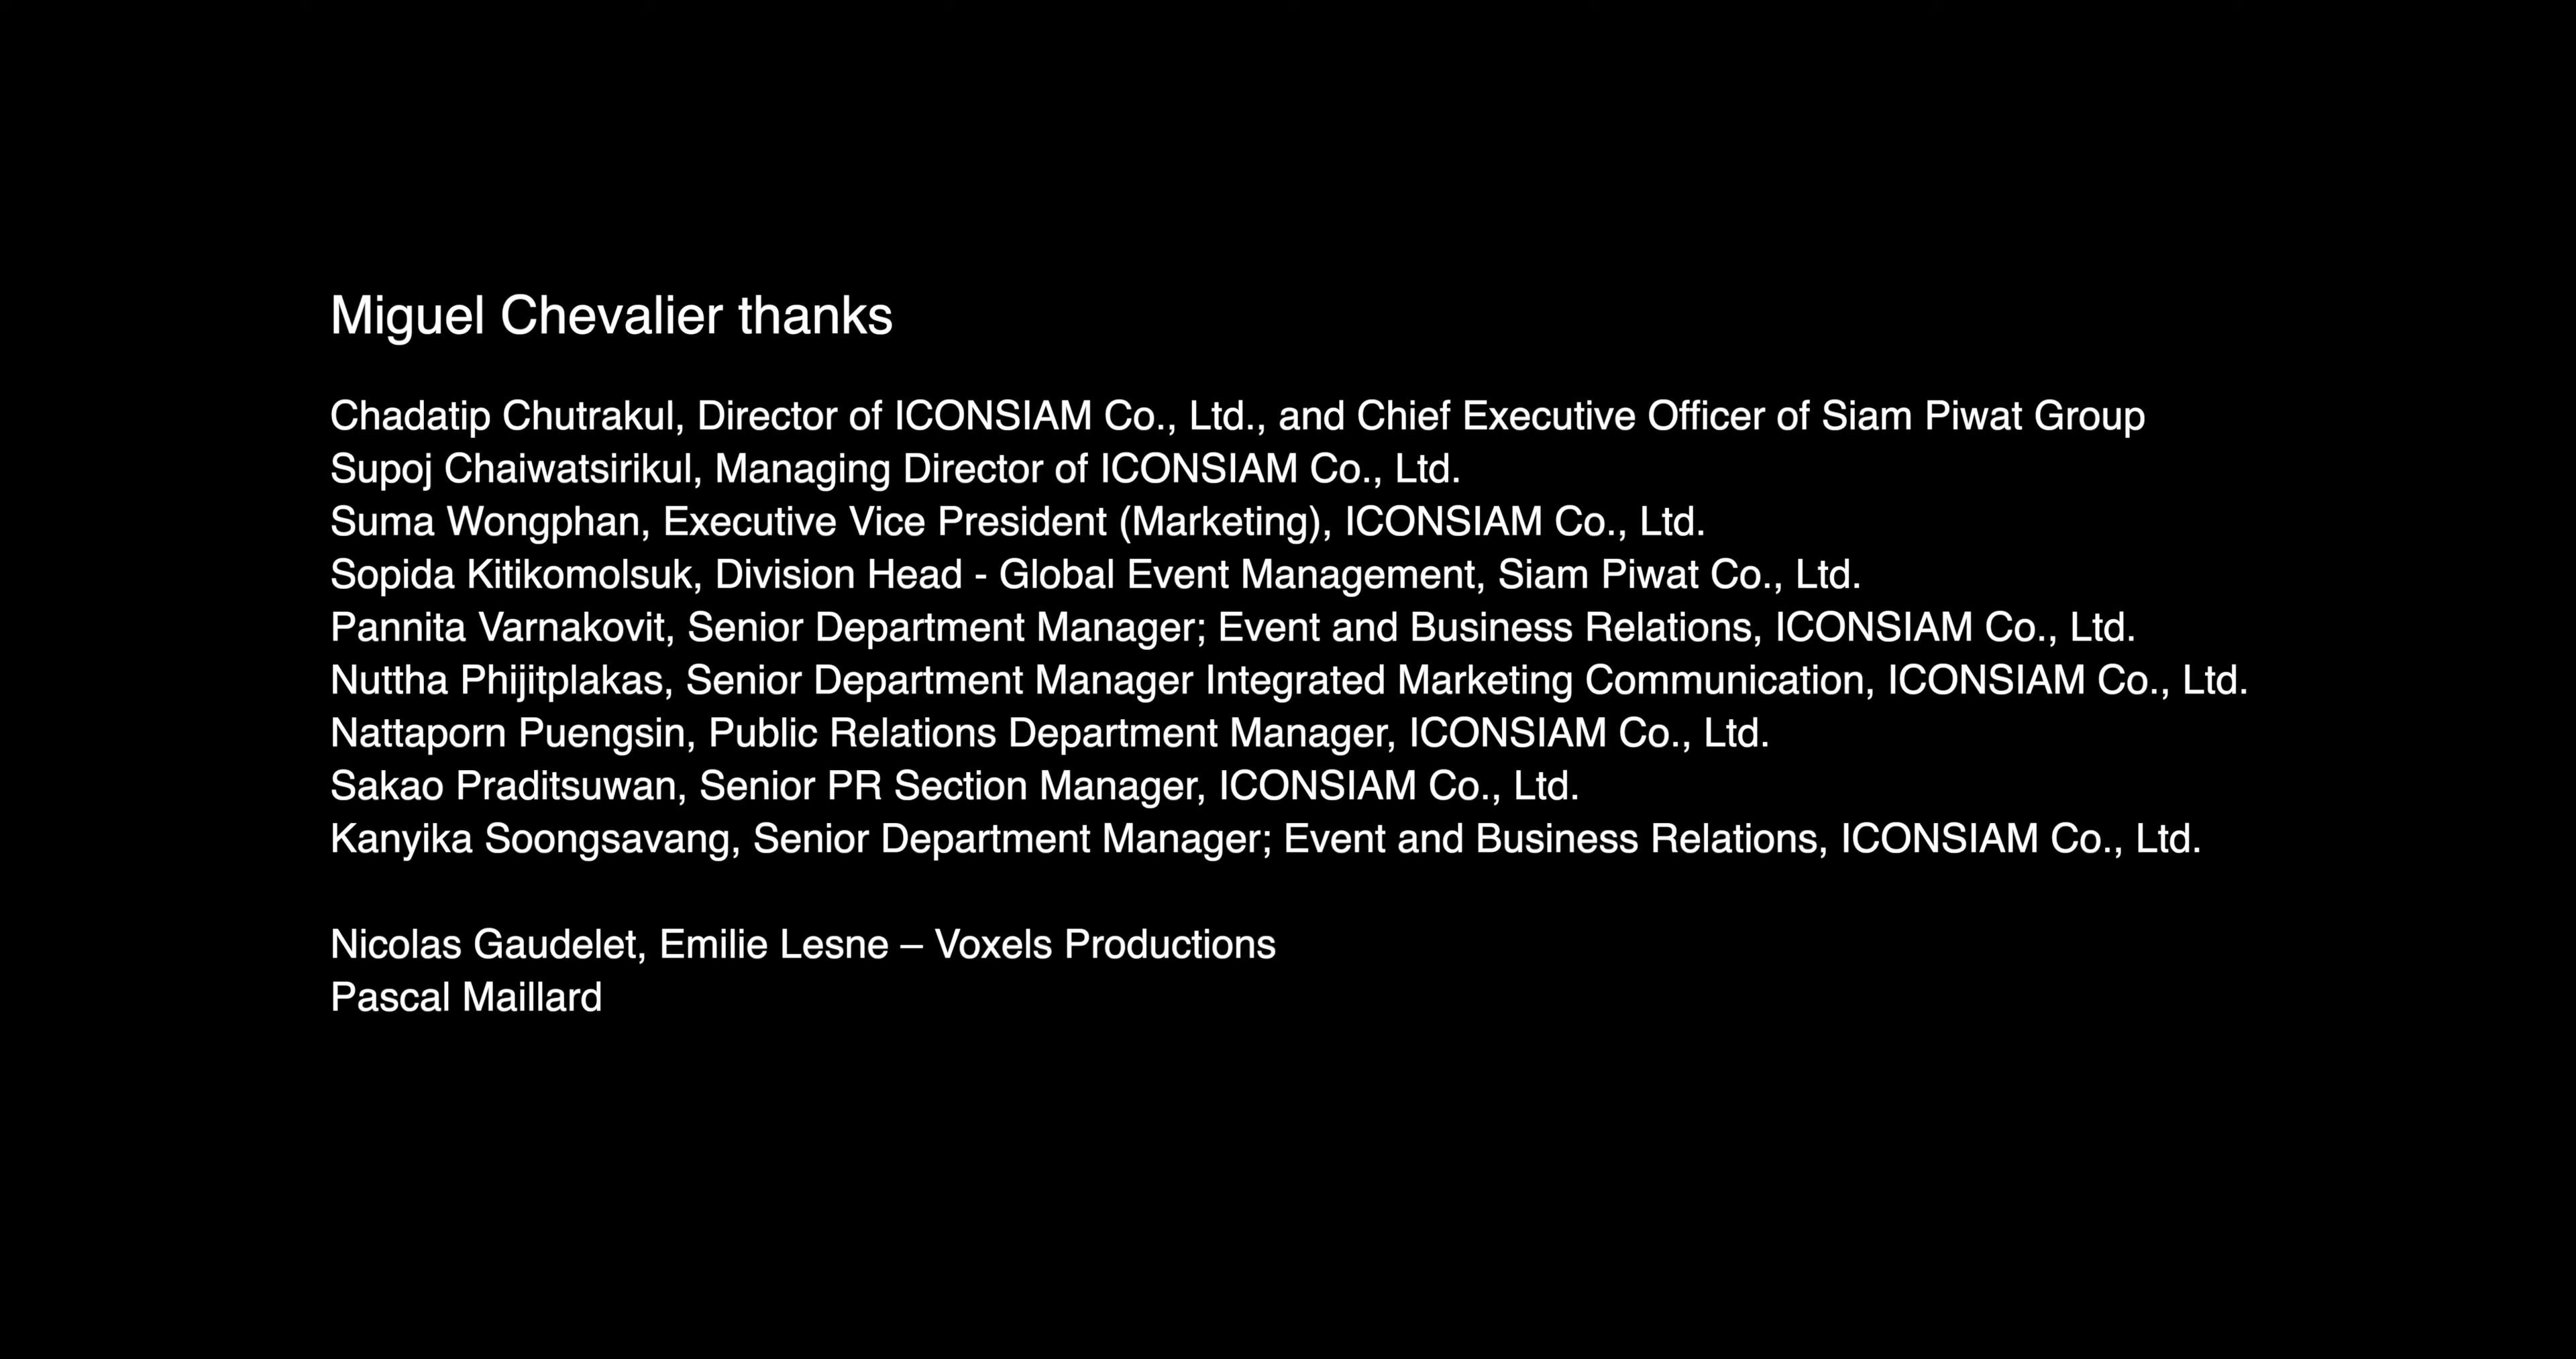 Miguel Chevalier thanks
Chadatip Chutrakul, Director of ICONSIAM Co., Ltd., and Chief Executive Officer of Siam Piwat Group
Supoj Chaiwatsirikul, Managing Director of ICONSIAM Co., Ltd.
Suma Wongphan, Executive Vice President (Marketing), ICONSIAM Co., Ltd.
Sopida Kitikomolsuk, Division Head - Global Event Management, Siam Piwat Co., Ltd.
Pannita Varnakovit, Senior Department Manager; Event and Business Relations, ICONSIAM Co., Ltd.
Nuttha Phijitplakas, Senior Department Manager Integrated Marketing Communication, ICONSIAM Co., Ltd.
Nattaporn Puengsin, Public Relations Department Manager, ICONSIAM Co., Ltd.
Sakao Praditsuwan, Senior PR Section Manager, ICONSIAM Co., Ltd.
Kanyika Soongsavang, Senior Department Manager; Event and Business Relations, ICONSIAM Co., Ltd.
Nicolas Gaudelet, Emilie Lesne – Voxels Productions
Pascal Maillard